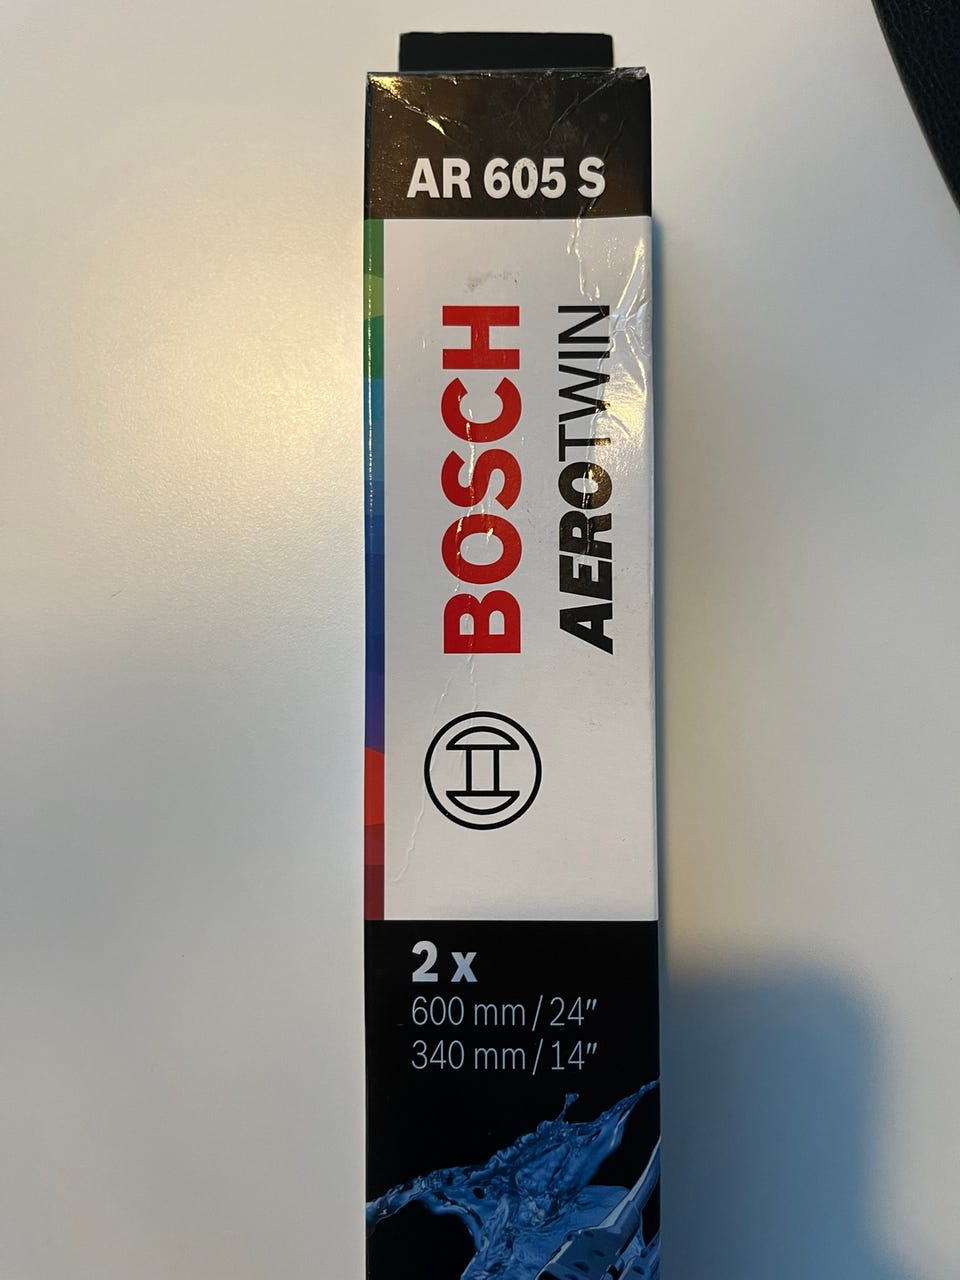 AR 605 S
BOSCH
AEROTWIN
2 x
600 mm / 24"
340 mm / 14"